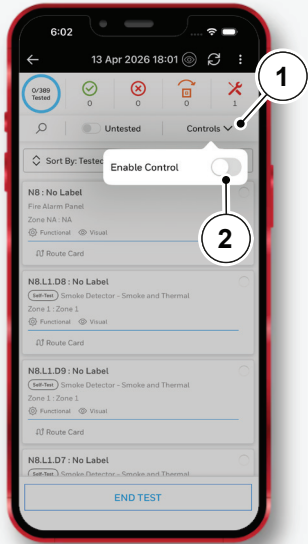 6:02
13 Apr 2026 18:01
0/389
Tested
0
0
0
1
1
Untested
Controls
Sort By: Tested
Enable Control
2
N8 : No Label
Fire Alarm Panel
Zone NA : NA
Functional Visual
Route Card
N8.L1.D8 : No Label
Self-Test Smoke Detector - Smoke and Thermal
Zone 1 : Zone 1
Functional Visual
Route Card
N8.L1.D9 : No Label
Self-Test Smoke Detector - Smoke and Thermal
Zone 1 : Zone 1
Functional Visual
Route Card
N8.L1.D7 : No Label
Self-Test Smoke Detector - Smoke and Thermal
END TEST